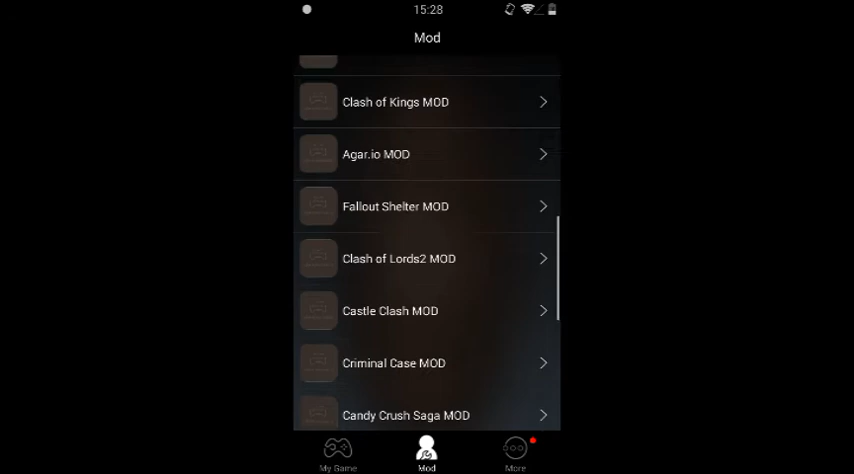 15:28
Mod
Clash of Kings MOD
Agar.io MOD
Fallout Shelter MOD
Clash of Lords2 MOD
Castle Clash MOD
Criminal Case MOD
Candy Crush Saga MOD
My Game
Mod
More